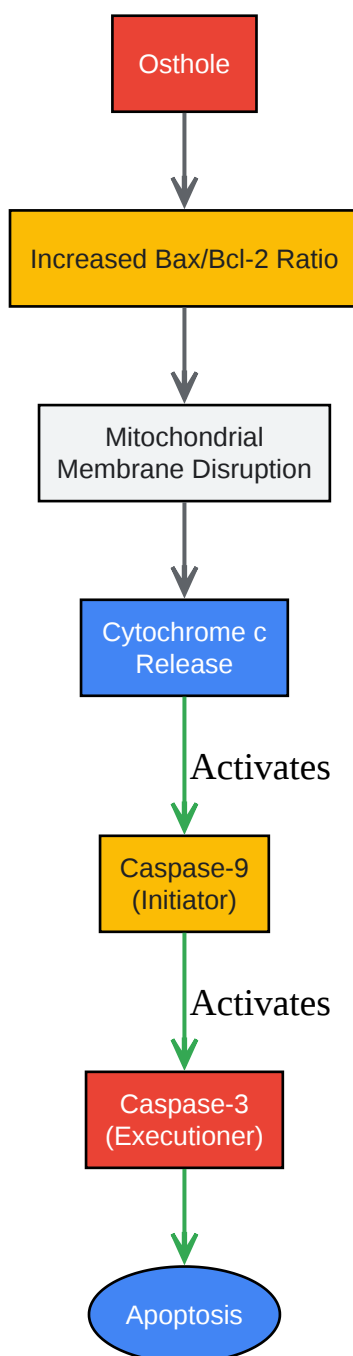 Osthole
Increased Bax/Bcl-2 Ratio
Mitochondrial
Membrane Disruption
Cytochrome c
Release
Activates
Caspase-9
(Initiator)
Activates
Caspase-3
(Executioner)
Apoptosis